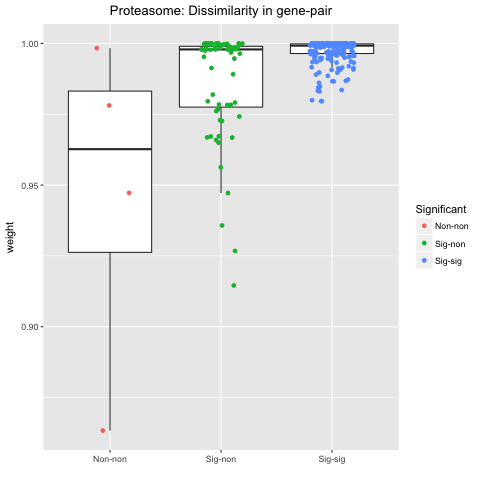 Proteasome: Dissimilarity in gene-pair
1.00
0.95
0.90
weight
Non-non
Sig-non
Sig-sig
Significant
Non-non
Sig-non
Sig-sig